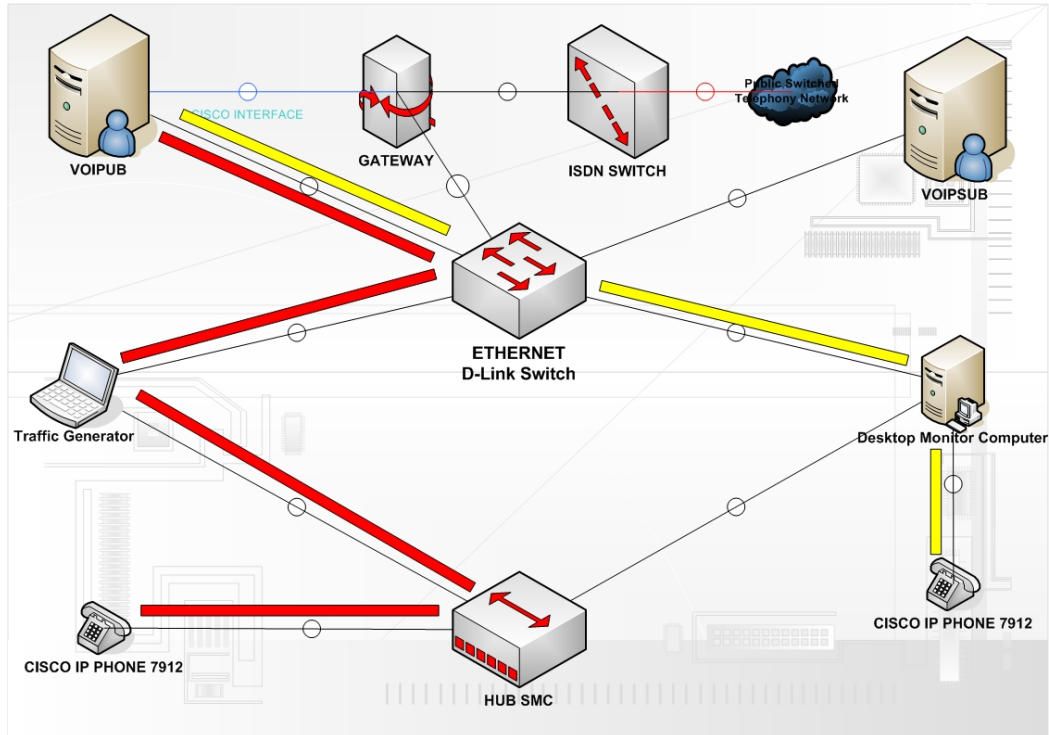 Public Switched
Telephony Network
CISCO INTERFACE
GATEWAY
ISDN SWITCH
VOIPUB
VOIPSUB
ETHERNET
D-Link Switch
Traffic Generator
Desktop Monitor Computer
CISCO IP PHONE 7912
CISCO IP PHONE 7912
HUB SMC